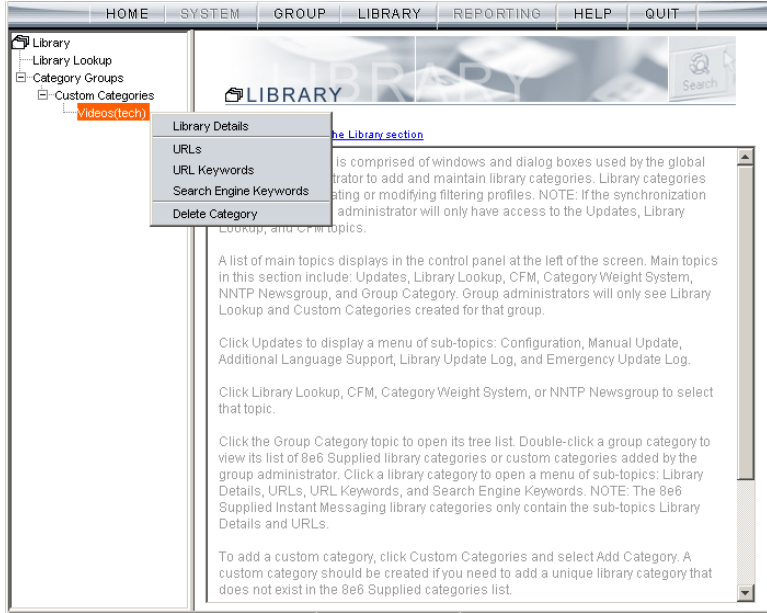 HOME SYSTEM GROUP LIBRARY REPORTING HELP QUIT
Library
Library Lookup
Category Groups
Custom Categories
Videos(tech)
Library Details
URLs
URL Keywords
Search Engine Keywords
Delete Category
LIBRARY
LIBRARY
Search
he Library section
is comprised of windows and dialog boxes used by the global
trator to add and maintain library categories. Library categories
ating or modifying filtering profiles. NOTE: If the synchronization
administrator will only have access to the Updates, Library
Lookup, and CFM topics.
A list of main topics displays in the control panel at the left of the screen. Main topics
in this section include: Updates, Library Lookup, CFM, Category Weight System,
NNTP Newsgroup, and Group Category. Group administrators will only see Library
Lookup and Custom Categories created for that group.
Click Updates to display a menu of sub-topics: Configuration, Manual Update,
Additional Language Support, Library Update Log, and Emergency Update Log.
Click Library Lookup, CFM, Category Weight System, or NNTP Newsgroup to select
that topic.
Click the Group Category topic to open its tree list. Double-click a group category to
view its list of 8e6 Supplied library categories or custom categories added by the
group administrator. Click a library category to open a menu of sub-topics: Library
Details, URLs, URL Keywords, and Search Engine Keywords. NOTE: The 8e6
Supplied Instant Messaging library categories only contain the sub-topics Library
Details and URLs.
To add a custom category, click Custom Categories and select Add Category. A
custom category should be created if you need to add a unique library category that
does not exist in the 8e6 Supplied categories list.